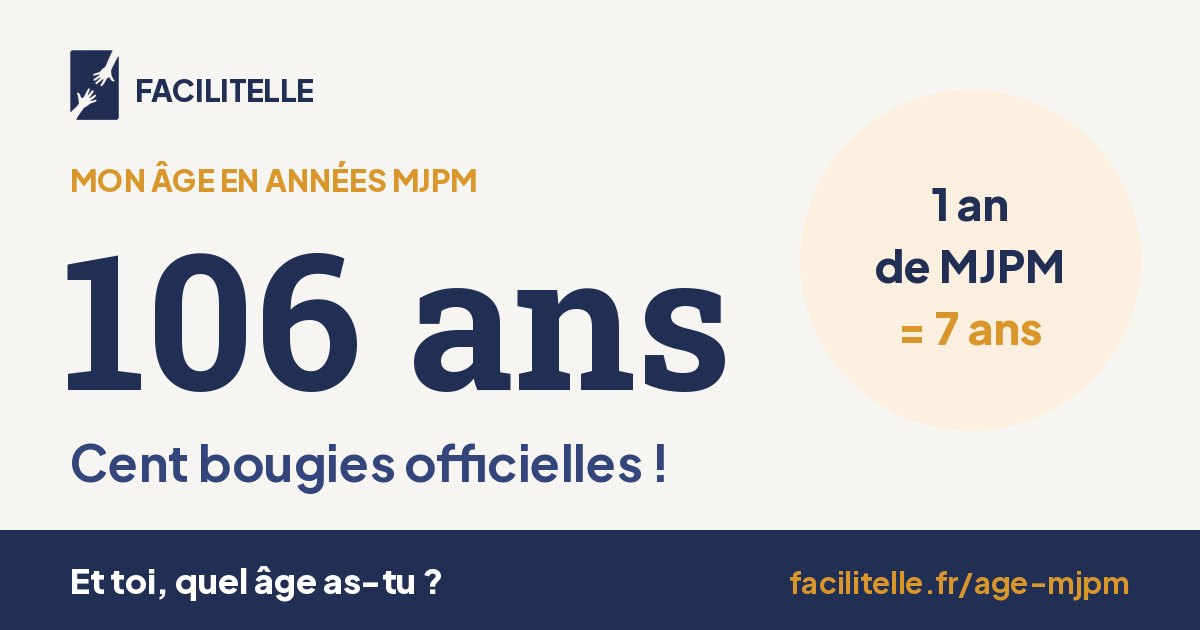 FACILITELLE
MON ÂGE EN ANNÉES MJPM
106 ans
Cent bougies officielles !
1 an
de MJPM
= 7 ans
Et toi, quel âge as-tu ?
facilitelle.fr/age-mjpm